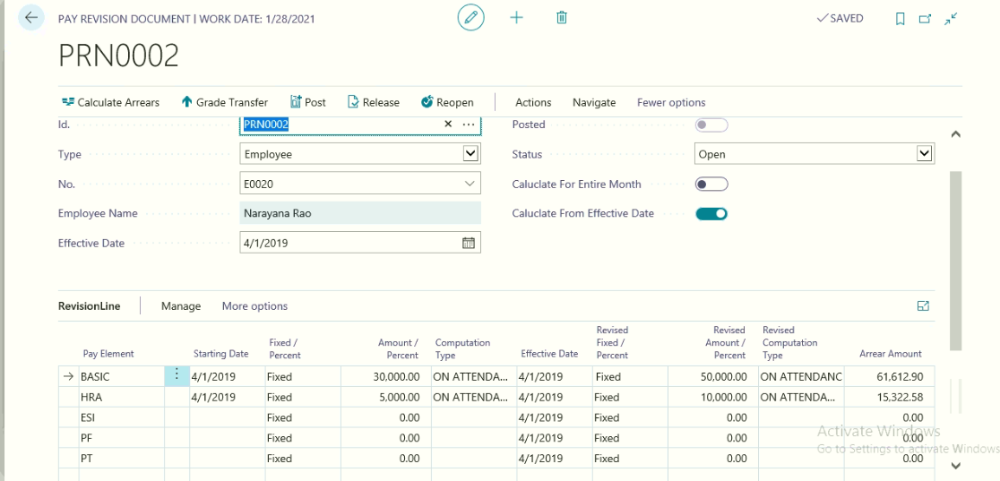 PAY REVISION DOCUMENT | WORK DATE: 1/28/2021
✓SAVED
PRN0002
Calculate Arrears Grade Transfer Post Release Reopen Actions Navigate Fewer options
Id. PRN0002 Posted
Type Employee Status Open
No. E0020 Caluclate For Entire Month
Employee Name Narayana Rao Caluclate From Effective Date
Effective Date 4/1/2019
RevisionLine Manage More options
Pay Element Starting Date Fixed / Percent Amount / Percent Computation Type Effective Date Revised Fixed / Percent Revised Amount / Percent Revised Computation Type Arrear Amount
BASIC 4/1/2019 Fixed 30,000.00 ON ATTENDA... 4/1/2019 Fixed 50,000.00 ON ATTENDANC 61,612.90
HRA 4/1/2019 Fixed 5,000.00 ON ATTENDA... 4/1/2019 Fixed 10,000.00 ON ATTENDA... 15,322.58
ESI Fixed 0.00 4/1/2019 Fixed 0.00 0.00
PF Fixed 0.00 4/1/2019 Fixed 0.00 0.00
PT Fixed 0.00 4/1/2019 Fixed 0.00 0.00
Activate Windows
Go to Settings to activate Windows